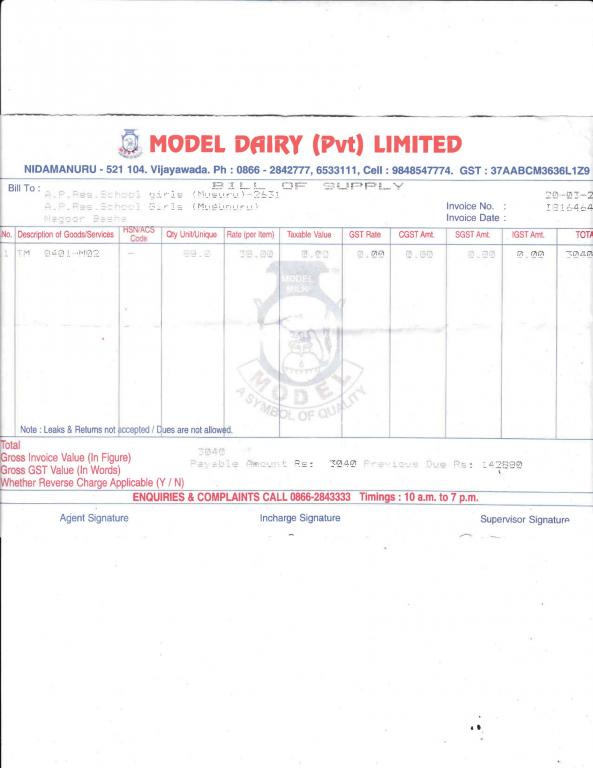 MODEL DAIRY (Pvt) LIMITED
NIDAMANURU - 521 104. Vijayawada. Ph : 0866 - 2842777, 6533111, Cell : 9848547774. GST : 37AABCM3636L1Z9
BILL OF SUPPLY
Bill To : A.P.Res.School girls (Musuru)-2631
A.P.Res.School Girls (Musunuru)
Nagoor Basha
20-03-2
Invoice No. : I816464
Invoice Date :
No. Description of Goods/Services HSN/ACS Code Qty Unit/Unique Rate (per Item) Taxable Value GST Rate CGST Amt. SGST Amt. IGST Amt. TOTA
1 TM 0401-M02 - 38.00 0.00 0.00 0.00 0.00 0.00 3040
MODEL MILK
MODEL
A SYMBOL OF QUALITY
Note : Leaks & Returns not accepted / Dues are not allowed.
Total
Gross Invoice Value (In Figure) 3040
Gross GST Value (In Words) Payable Amount Rs: 3040 Previous Due Rs: 142880
Whether Reverse Charge Applicable (Y / N)
ENQUIRIES & COMPLAINTS CALL 0866-2843333 Timings : 10 a.m. to 7 p.m.
Agent Signature Incharge Signature Supervisor Signature